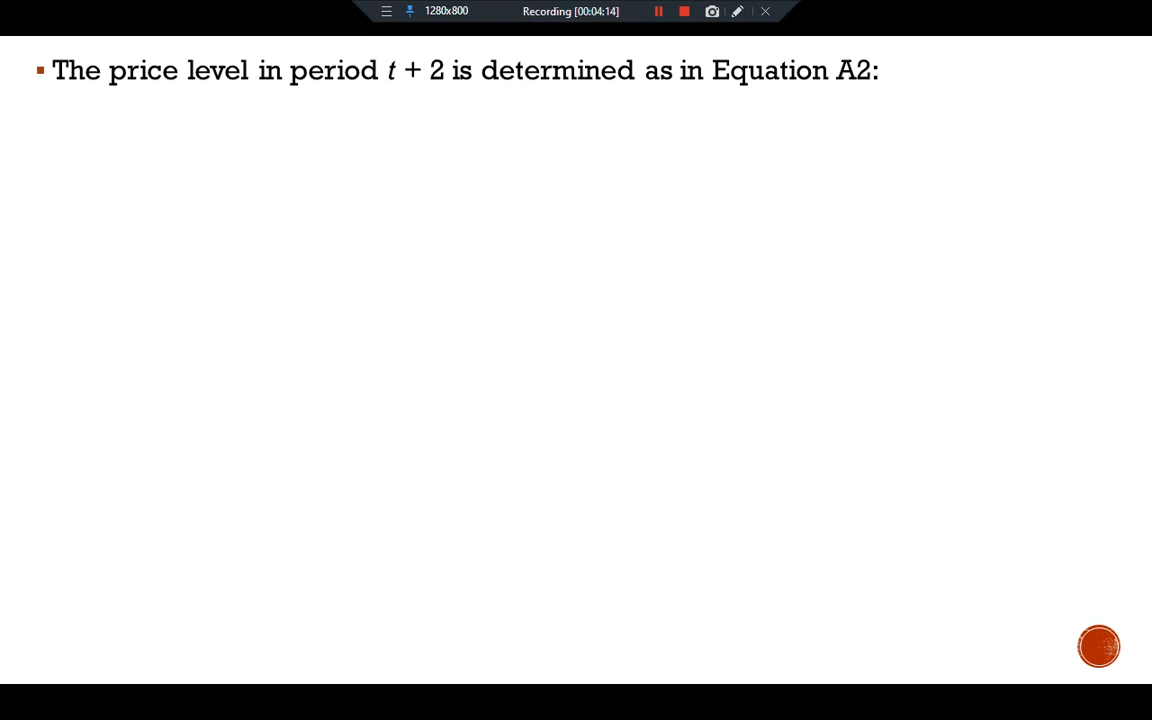 1280x800
Recording [00:04:14]
▪ The price level in period t + 2 is determined as in Equation A2: